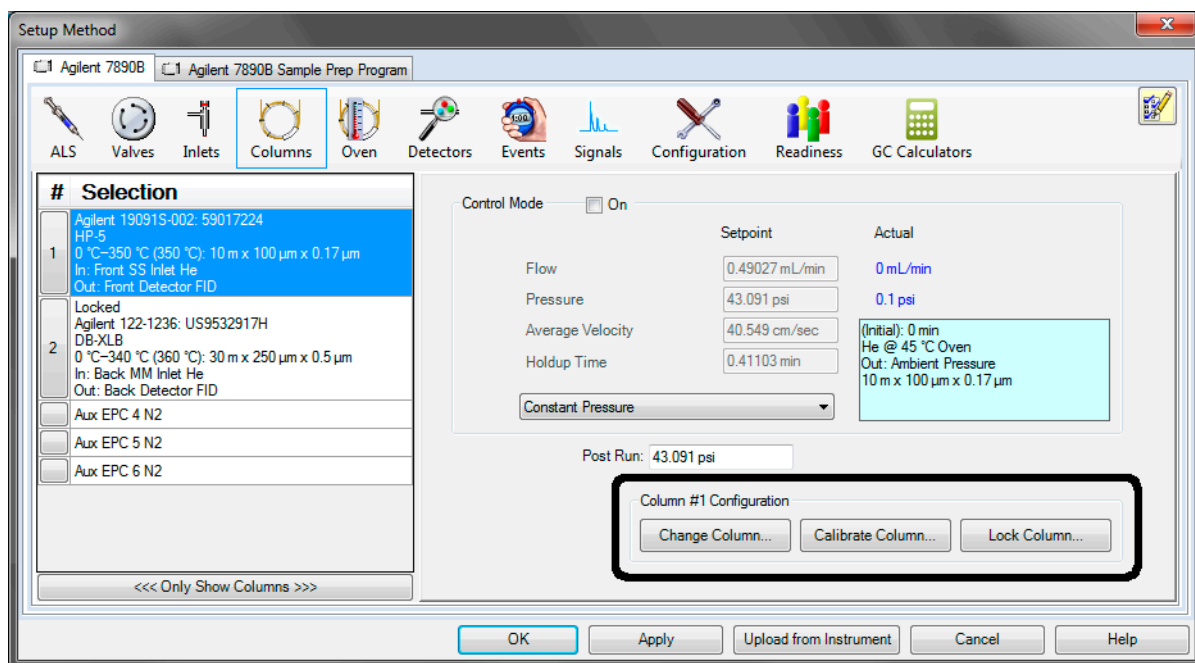 Setup Method
Agilent 7890B
Agilent 7890B Sample Prep Program
ALS
Valves
Inlets
Columns
Oven
Detectors
Events
Signals
Configuration
Readiness
GC Calculators
# Selection
1
Agilent 19091S-002: 59017224
HP-5
0 °C–350 °C (350 °C): 10 m x 100 µm x 0.17 µm
In: Front SS Inlet He
Out: Front Detector FID
2
Locked
Agilent 122-1236: US9532917H
DB-XLB
0 °C–340 °C (360 °C): 30 m x 250 µm x 0.5 µm
In: Back MM Inlet He
Out: Back Detector FID
Aux EPC 4 N2
Aux EPC 5 N2
Aux EPC 6 N2
<<< Only Show Columns >>>
Control Mode On
Setpoint Actual
Flow 0.49027 mL/min 0 mL/min
Pressure 43.091 psi 0.1 psi
Average Velocity 40.549 cm/sec
Holdup Time 0.41103 min
(Initial): 0 min
He @ 45 °C Oven
Out: Ambient Pressure
10 m x 100 µm x 0.17 µm
Constant Pressure
Post Run: 43.091 psi
Column #1 Configuration
Change Column... Calibrate Column... Lock Column...
OK Apply Upload from Instrument Cancel Help